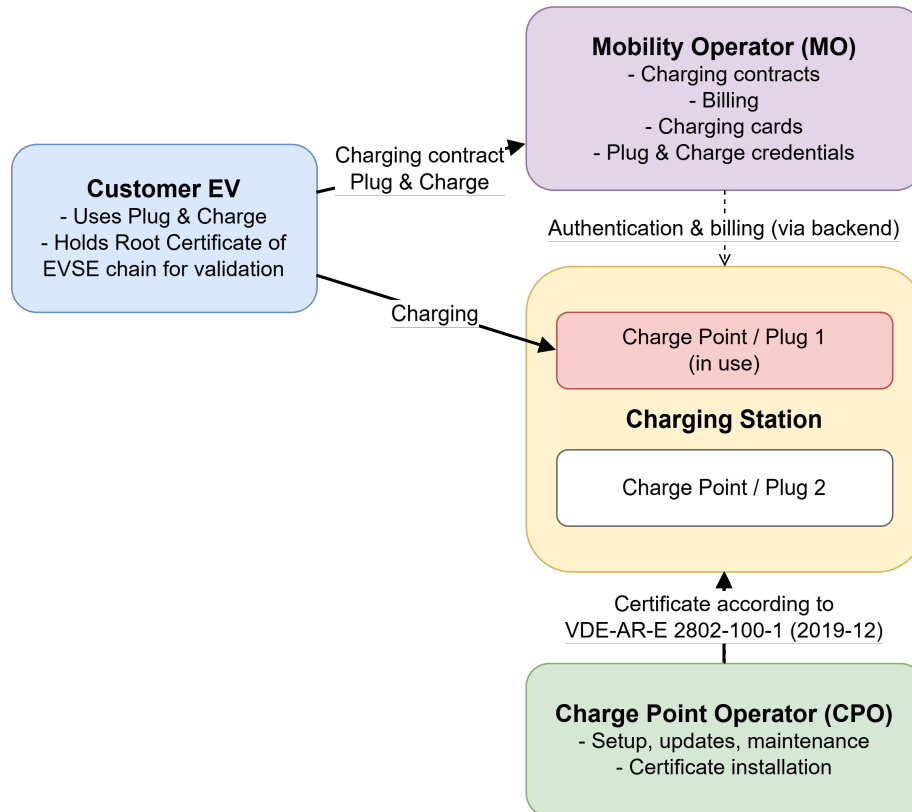 Mobility Operator (MO)
- Charging contracts
- Billing
- Charging cards
- Plug & Charge credentials
Charging contract
Plug & Charge
Customer EV
- Uses Plug & Charge
- Holds Root Certificate of
EVSE chain for validation
Authentication & billing (via backend)
Charging
Charge Point / Plug 1
(in use)
Charging Station
Charge Point / Plug 2
Certificate according to
VDE-AR-E 2802-100-1 (2019-12)
Charge Point Operator (CPO)
- Setup, updates, maintenance
- Certificate installation